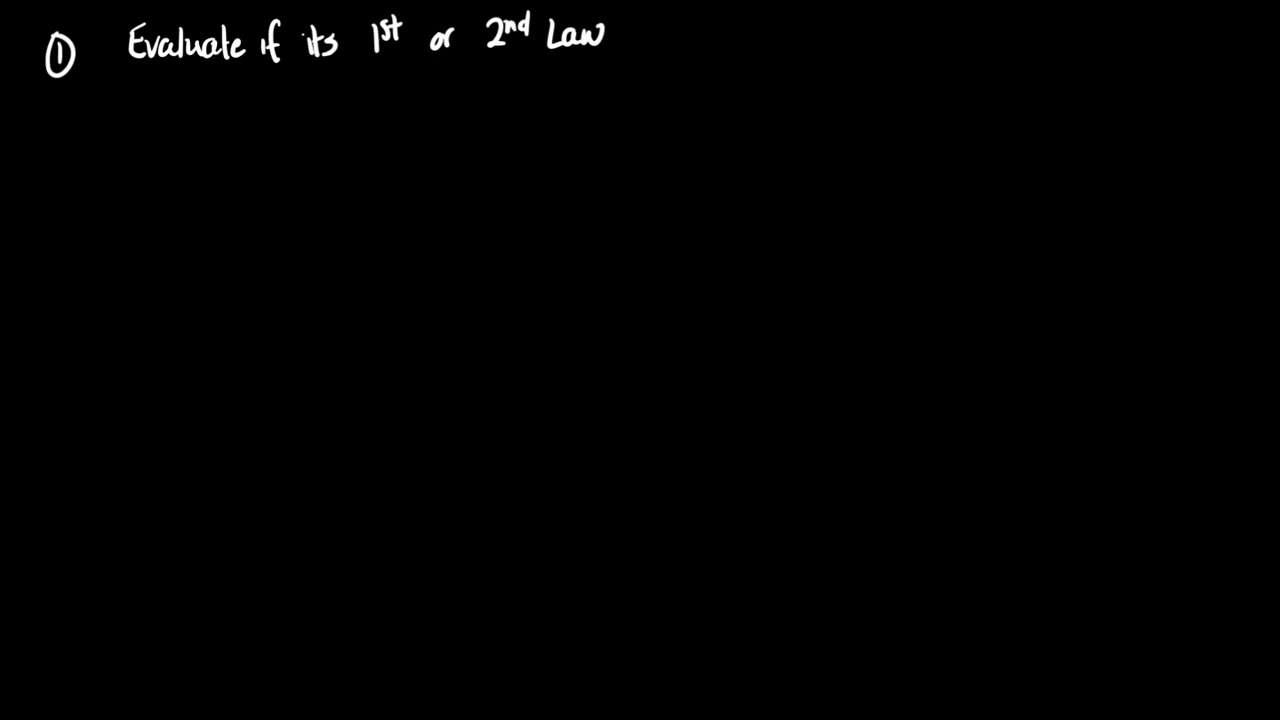 ① Evaluate if its 1st or 2nd Law